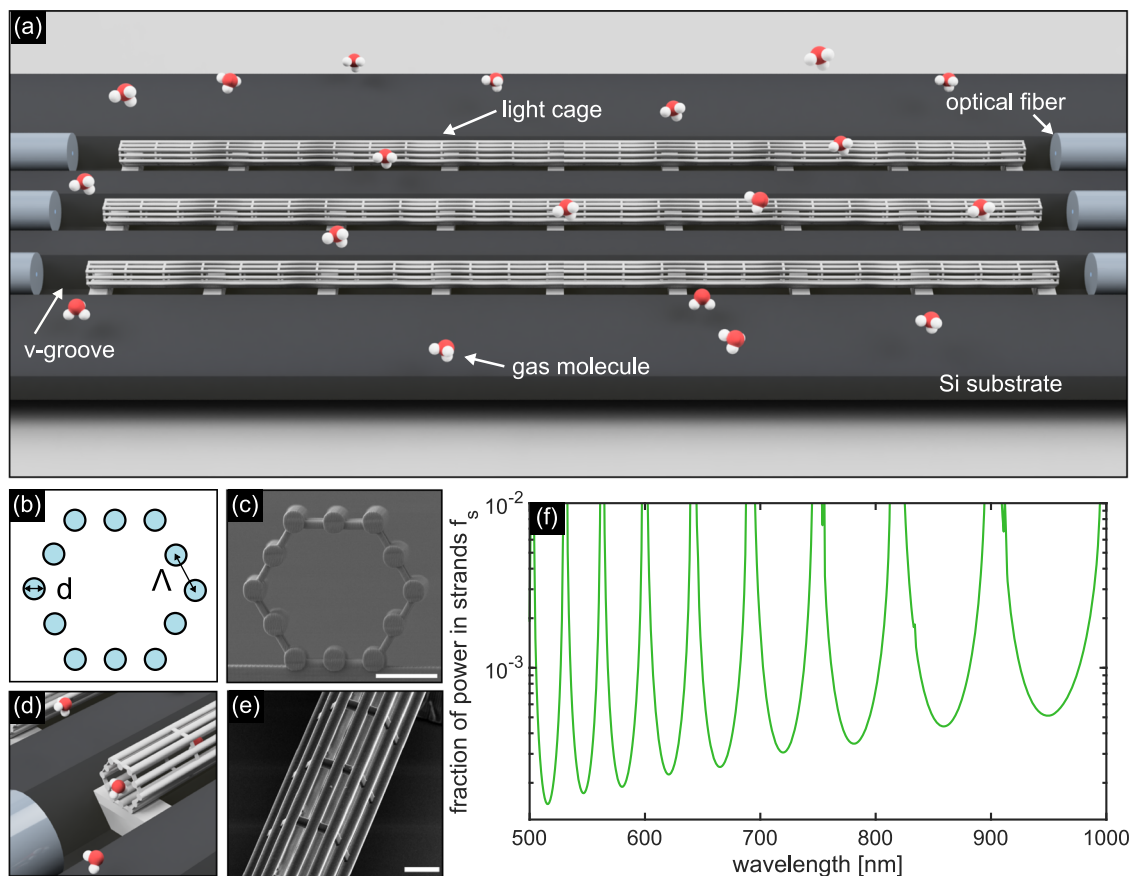 (a)
light cage
optical fiber
v-groove
gas molecule
Si substrate
(b)
d
Λ
(c)
(d)
(e)
(f)
fraction of power in strands f_s
10^-2
10^-3
500
600
700
800
900
1000
wavelength [nm]